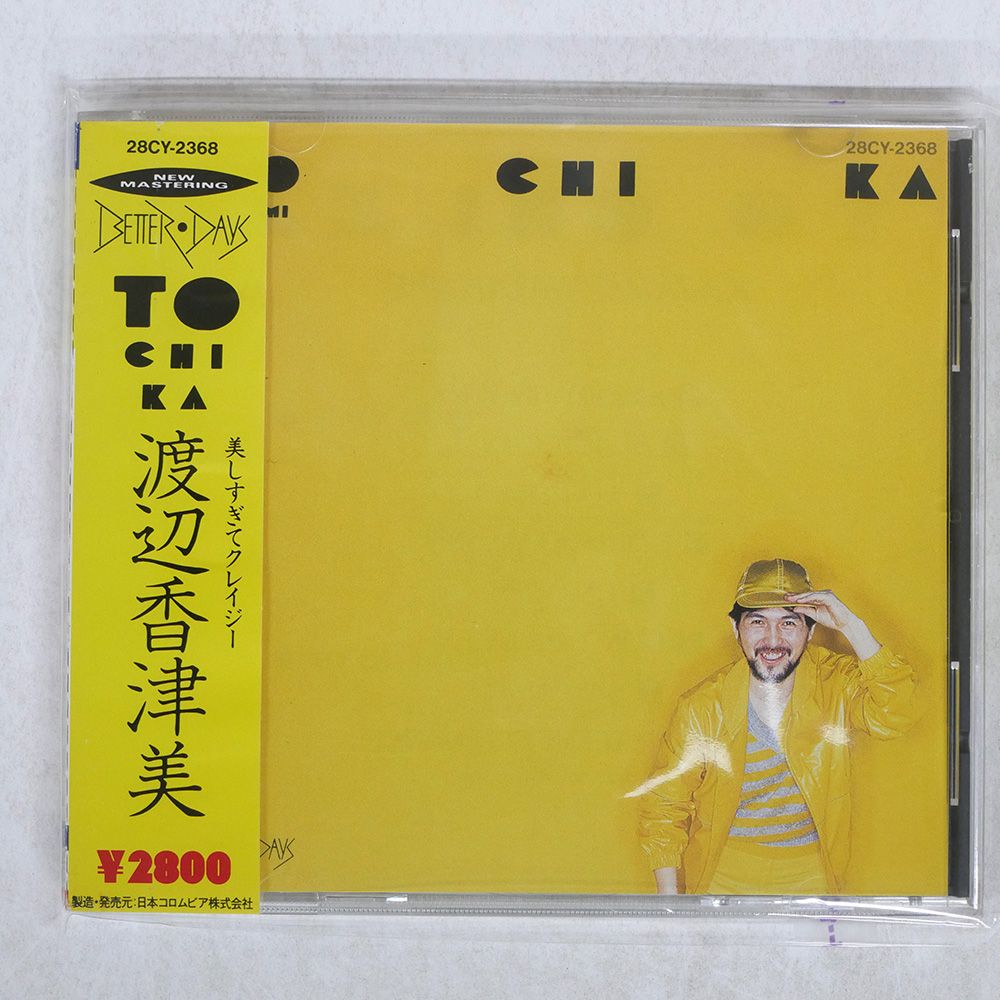 28CY-2368
NEW
MASTERING
BETTER・DAYS
TO
CHI
KA
美しすぎてクレイジー
渡辺香津美
¥2800
製造・発売元:日本コロムビア株式会社
28CY-2368
O CHI KA
MI
DAYS